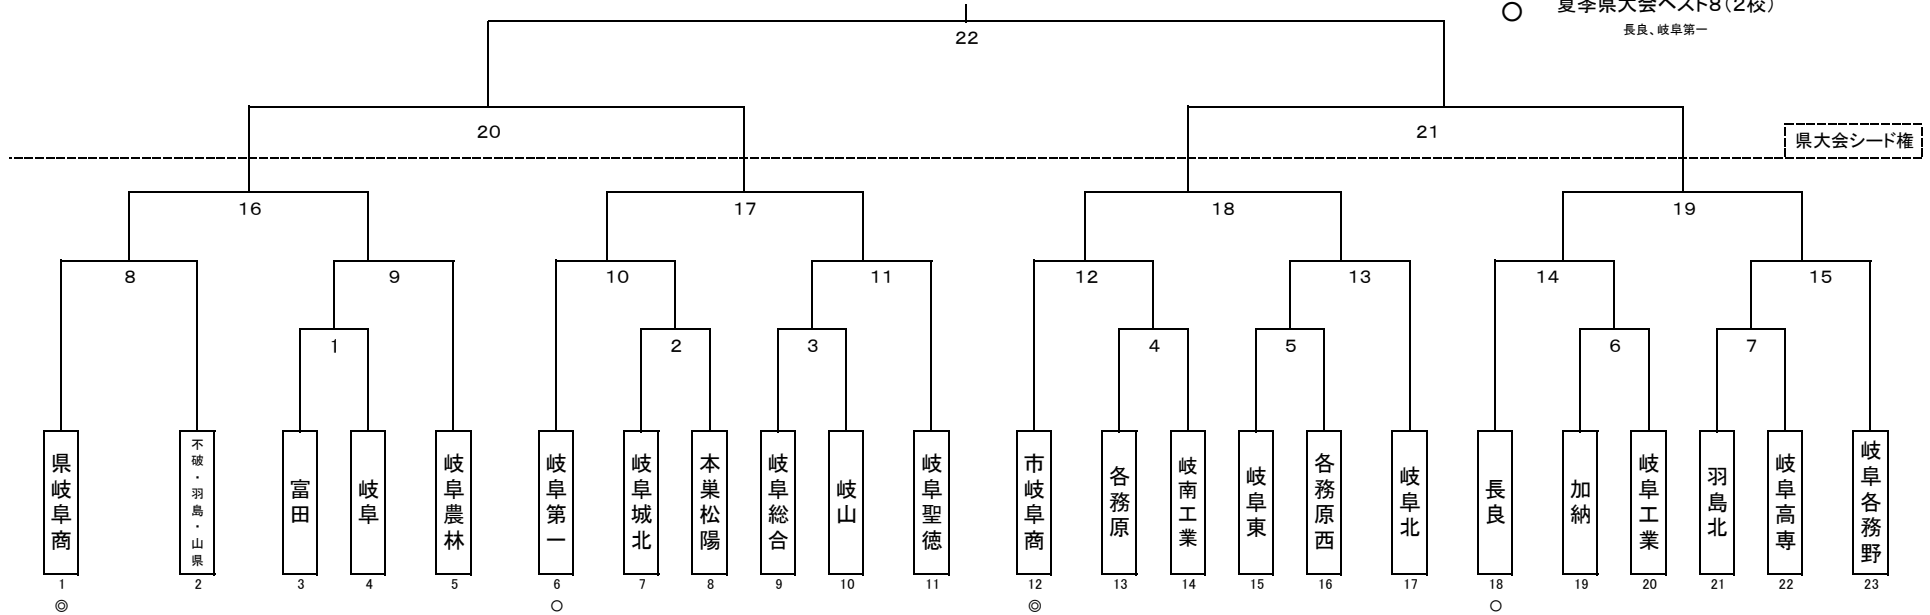 ○ 夏季県大会ベスト8(2校)
長良、岐阜第一
22
20 21
県大会シード権
16 17 18 19
8 9 10 11 12 13 14 15
1 2 3 4 5 6 7
県岐阜商
不破・羽島・山県
富田
岐阜
岐阜農林
岐阜第一
岐阜城北
本巣松陽
岐阜総合
岐山
岐阜聖徳
市岐阜商
各務原
岐南工業
岐阜東
各務原西
岐阜北
長良
加納
岐阜工業
羽島北
岐阜高専
岐阜各務野
1 2 3 4 5 6 7 8 9 10 11 12 13 14 15 16 17 18 19 20 21 22 23
◎ ○ ◎ ○